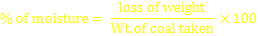 % of moisture = loss of weight / Wt. of coal taken × 100